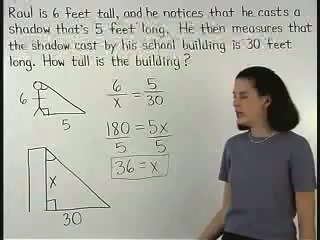 Raul is 6 feet tall, and he notices that he casts a
shadow that's 5 feet long. He then measures that
the shadow cast by his school building is 30 feet
long. How tall is the building?
6
5
6/x = 5/30
180 = 5x
5 5
36 = x
x
30